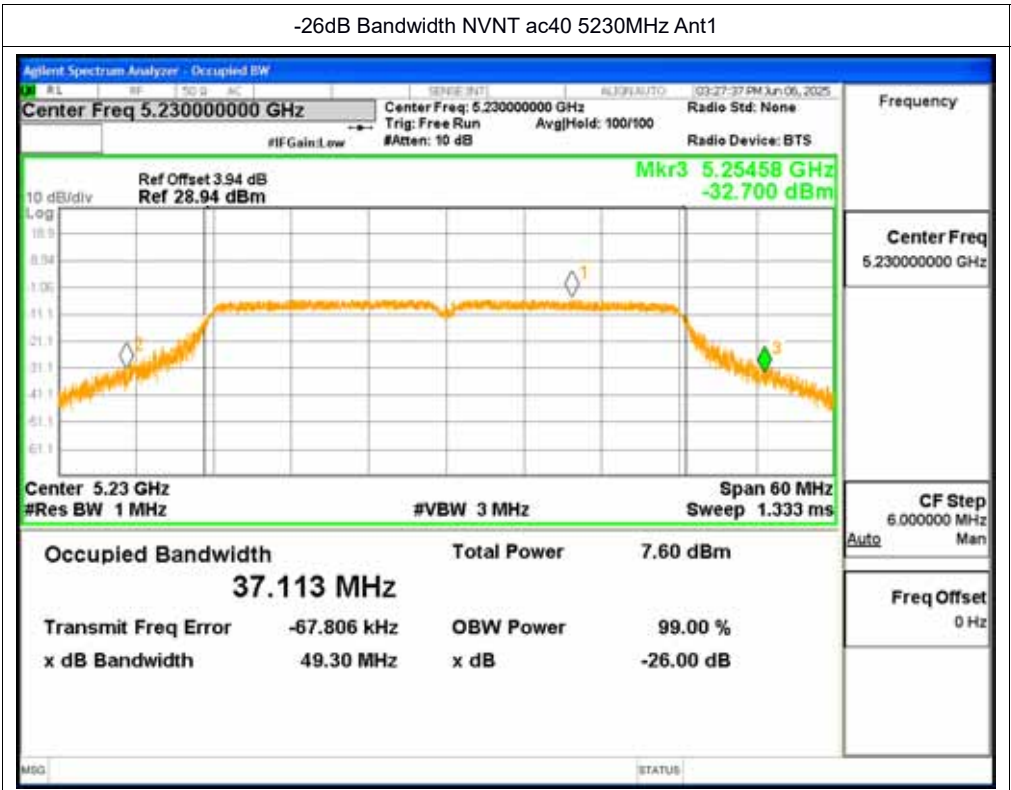 -26dB Bandwidth NVNT ac40 5230MHz Ant1
Agilent Spectrum Analyzer - Occupied BW
RL RF 50 Ω AC SENSE:INT ALIGN AUTO 03:27:37 PM Jun 06, 2025
Center Freq 5.230000000 GHz
Center Freq: 5.230000000 GHz
Radio Std: None
Trig: Free Run Avg|Hold: 100/100
#IFGain:Low
#Atten: 10 dB
Radio Device: BTS
Frequency
Mkr3 5.25458 GHz
-32.700 dBm
Ref Offset 3.94 dB
10 dB/div Ref 28.94 dBm
Log
18.9
8.94
-1.06
-11.1
-21.1
-31.1
-41.1
-51.1
-61.1
1
2
3
Center 5.23 GHz
Span 60 MHz
#Res BW 1 MHz
#VBW 3 MHz
Sweep 1.333 ms
Center Freq
5.230000000 GHz
CF Step
6.000000 MHz
Auto Man
Freq Offset
0 Hz
Occupied Bandwidth
37.113 MHz
Total Power 7.60 dBm
Transmit Freq Error -67.806 kHz
OBW Power 99.00 %
x dB Bandwidth 49.30 MHz
x dB -26.00 dB
MSG
STATUS